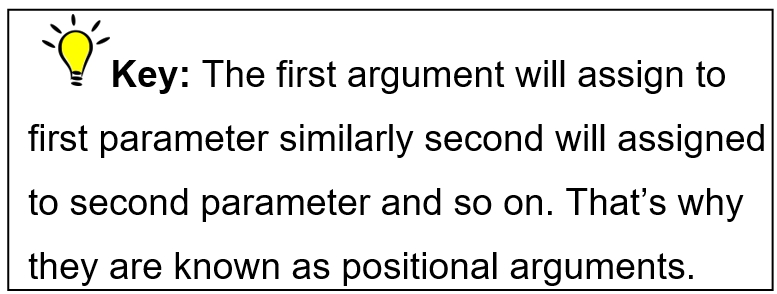 Key: The first argument will assign to
first parameter similarly second will assigned
to second parameter and so on. That’s why
they are known as positional arguments.